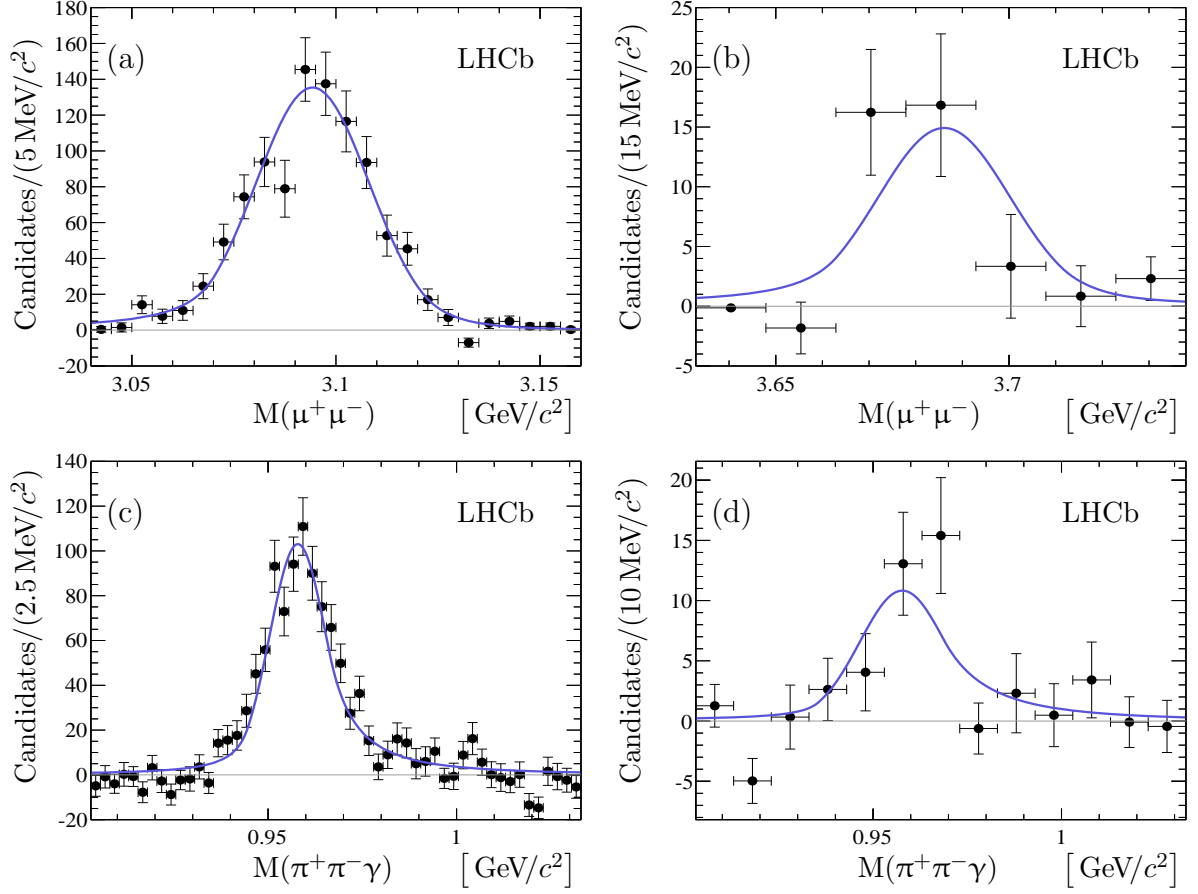 Candidates/(5 MeV/c²)
180
160
140
120
100
80
60
40
20
0
-20
(a)
LHCb
3.05
3.1
3.15
M(μ⁺μ⁻)
[GeV/c²]
Candidates/(15 MeV/c²)
25
20
15
10
5
0
-5
(b)
LHCb
3.65
3.7
M(μ⁺μ⁻)
[GeV/c²]
Candidates/(2.5 MeV/c²)
140
120
100
80
60
40
20
0
-20
(c)
LHCb
0.95
1
M(π⁺π⁻γ)
[GeV/c²]
Candidates/(10 MeV/c²)
20
15
10
5
0
-5
(d)
LHCb
0.95
1
M(π⁺π⁻γ)
[GeV/c²]